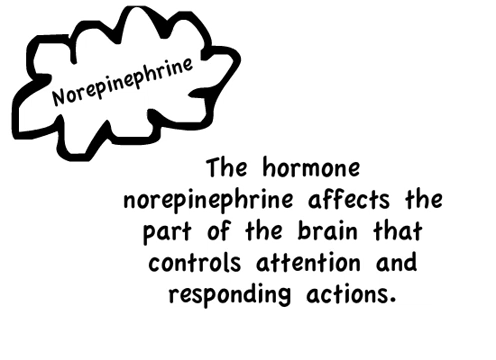 Norepinephrine
The hormone
norepinephrine affects the
part of the brain that
controls attention and
responding actions.